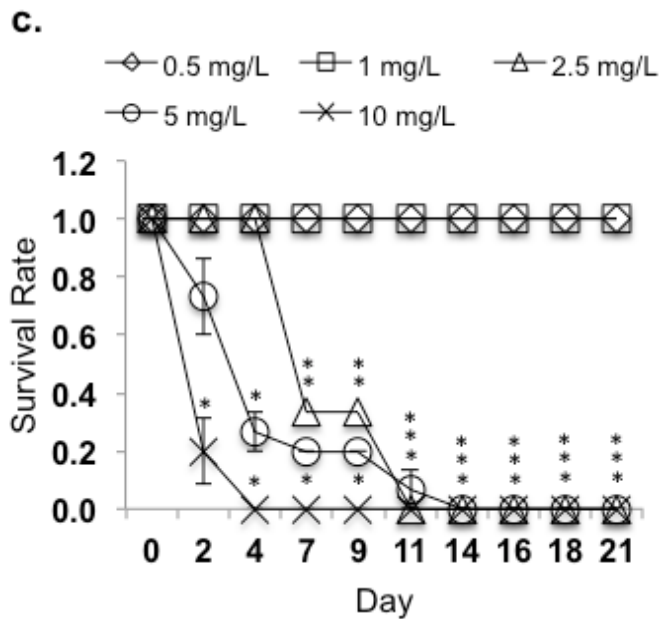 c.
0.5 mg/L 1 mg/L 2.5 mg/L
5 mg/L 10 mg/L
1.2
1.0
0.8
0.6
0.4
0.2
0.0
Survival Rate
* * * * * * * * * * * * * * * * * * * * * * * *
0 2 4 7 9 11 14 16 18 21
Day